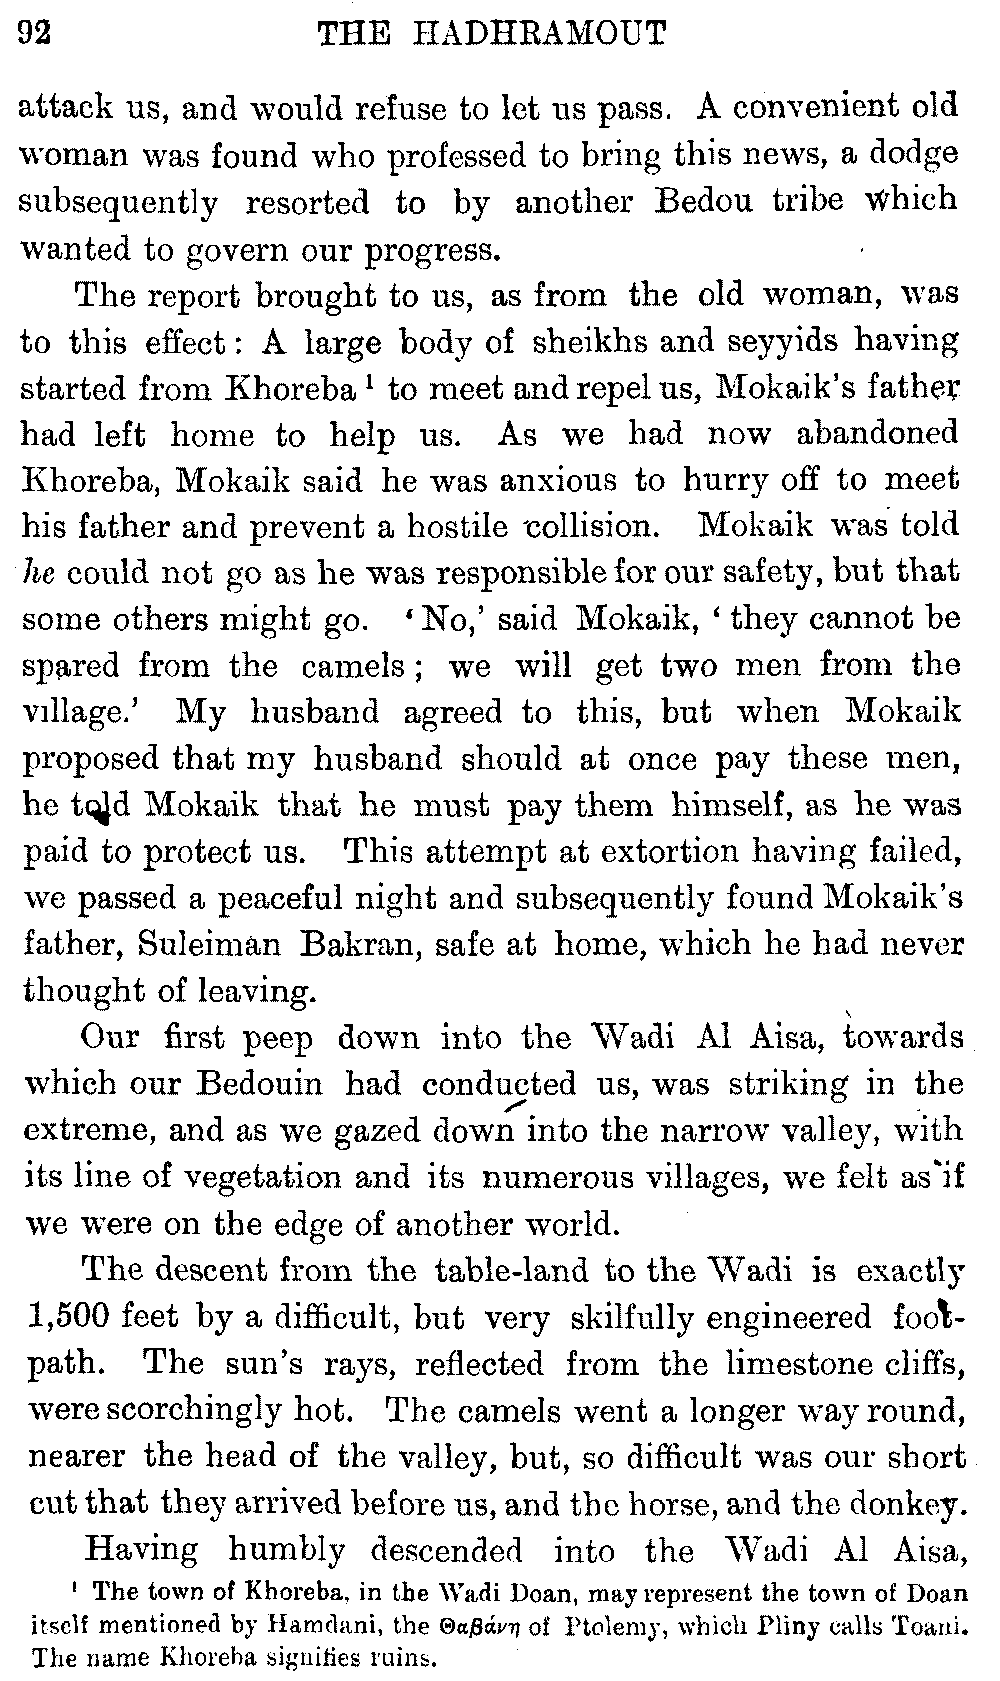 92 THE HADHRAMOUT
attack us, and would refuse to let us pass. A convenient old
woman was found who professed to bring this news, a dodge
subsequently resorted to by another Bedou tribe which
wanted to govern our progress.
The report brought to us, as from the old woman, was
to this effect: A large body of sheikhs and seyyids having
started from Khoreba ¹ to meet and repel us, Mokaik's father
had left home to help us. As we had now abandoned
Khoreba, Mokaik said he was anxious to hurry off to meet
his father and prevent a hostile collision. Mokaik was told
he could not go as he was responsible for our safety, but that
some others might go. ‘No,’ said Mokaik, ‘they cannot be
spared from the camels; we will get two men from the
village.’ My husband agreed to this, but when Mokaik
proposed that my husband should at once pay these men,
he told Mokaik that he must pay them himself, as he was
paid to protect us. This attempt at extortion having failed,
we passed a peaceful night and subsequently found Mokaik's
father, Suleiman Bakran, safe at home, which he had never
thought of leaving.
Our first peep down into the Wadi Al Aisa, towards
which our Bedouin had conducted us, was striking in the
extreme, and as we gazed down into the narrow valley, with
its line of vegetation and its numerous villages, we felt as if
we were on the edge of another world.
The descent from the table-land to the Wadi is exactly
1,500 feet by a difficult, but very skilfully engineered foot-
path. The sun's rays, reflected from the limestone cliffs,
were scorchingly hot. The camels went a longer way round,
nearer the head of the valley, but, so difficult was our short
cut that they arrived before us, and the horse, and the donkey.
Having humbly descended into the Wadi Al Aisa,
¹ The town of Khoreba, in the Wadi Doan, may represent the town of Doan
itself mentioned by Hamdani, the Θαβάνη of Ptolemy, which Pliny calls Toani.
The name Khoreba signifies ruins.